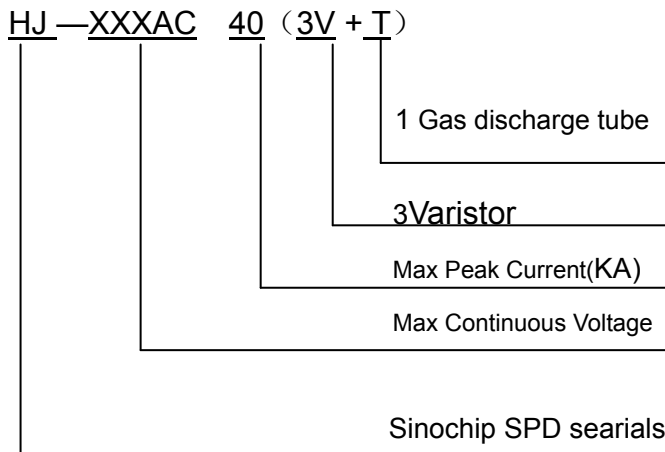 HJ —XXXAC 40（3V + T）
1 Gas discharge tube
3Varistor
Max Peak Current(KA)
Max Continuous Voltage
Sinochip SPD searials